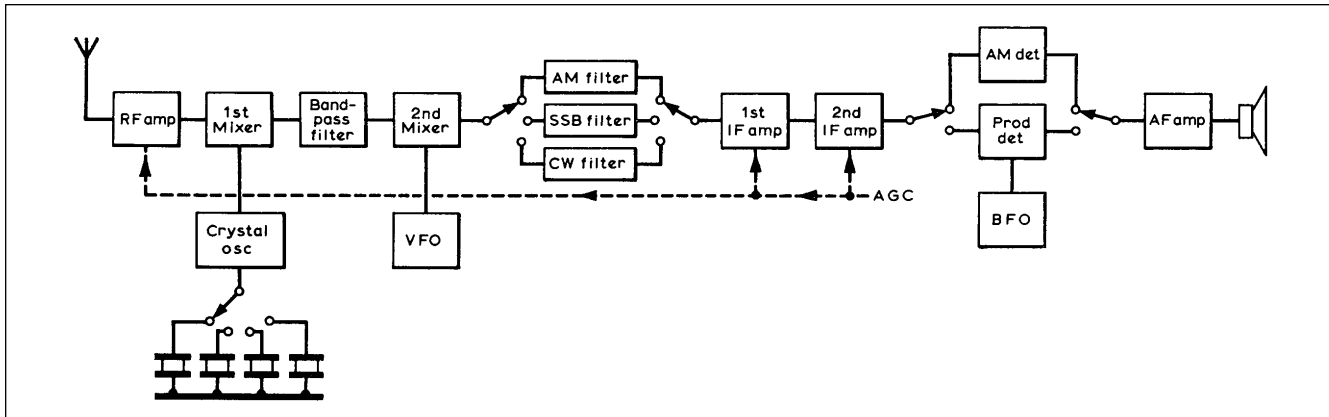 RF amp
1st
Mixer
Band-
pass
filter
2nd
Mixer
AM filter
SSB filter
CW filter
1st
IF amp
2nd
IF amp
AM det
Prod
det
AF amp
AGC
Crystal
osc
VFO
BFO